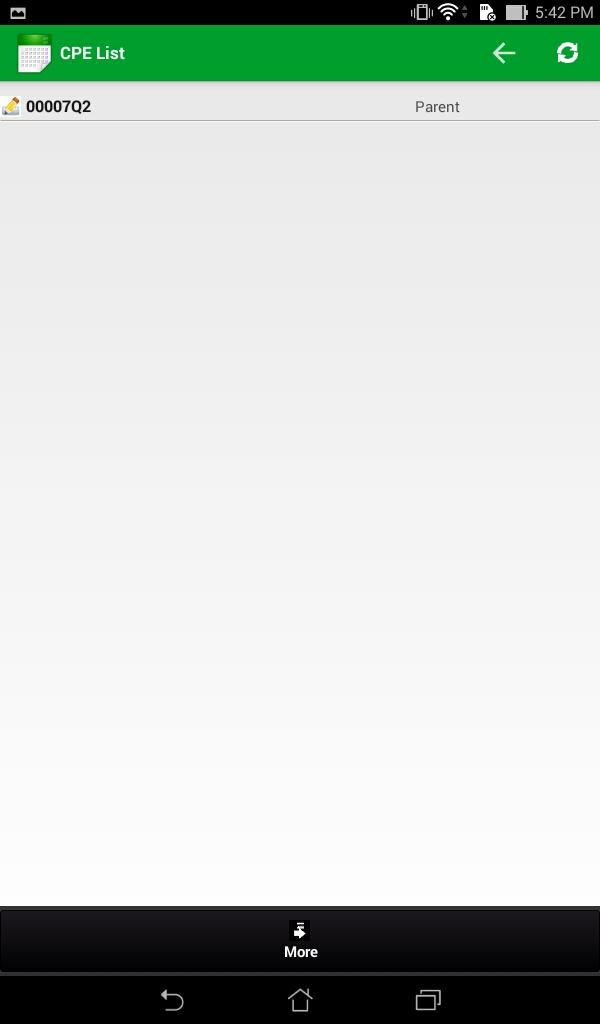 5:42 PM
CPE List
00007Q2 Parent
More